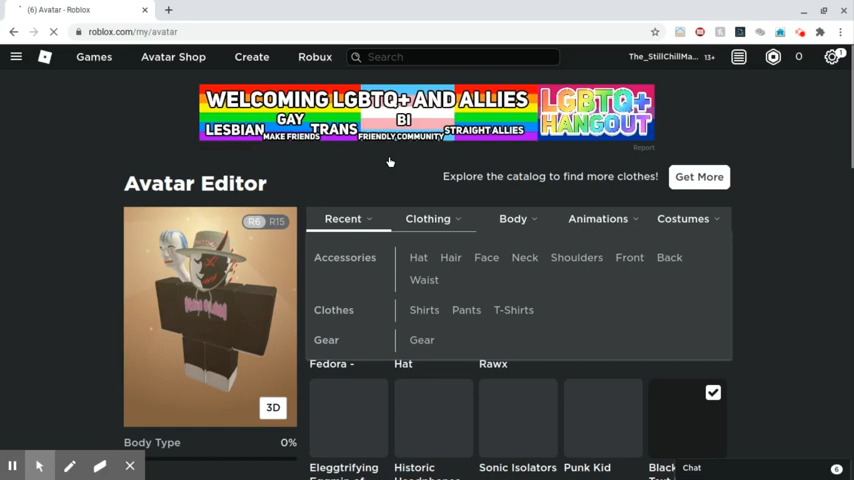 (6) Avatar - Roblox
roblox.com/my/avatar
Games Avatar Shop Create Robux Search The_StillChillMa... 13+ 0 1
WELCOMING LGBTQ+ AND ALLIES
GAY BI
LESBIAN TRANS STRAIGHT ALLIES
MAKE FRIENDS FRIENDLY COMMUNITY
LGBTQ+
HANGOUT
Report
Explore the catalog to find more clothes! Get More
Avatar Editor
R6 R15
Recent Clothing Body Animations Costumes
Accessories Hat Hair Face Neck Shoulders Front Back
Waist
Clothes Shirts Pants T-Shirts
Gear Gear
Fedora - Hat Rawx
3D
Body Type 0%
Eleggtrifying Historic Sonic Isolators Punk Kid Black
Chat 6